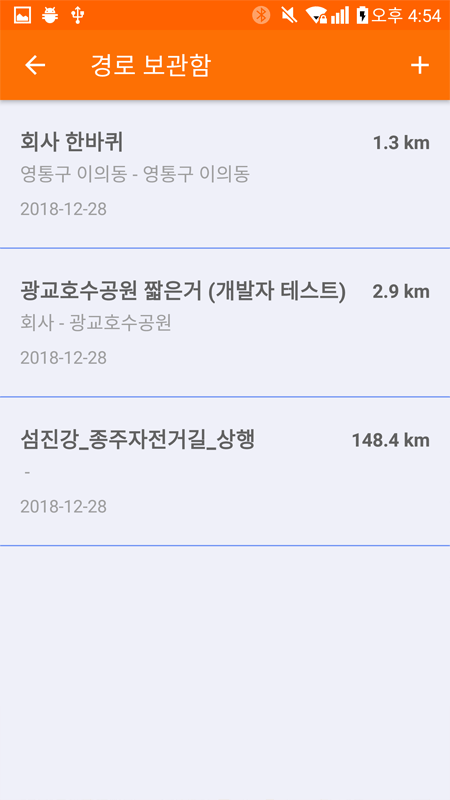 오후 4:54
경로 보관함
회사 한바퀴 1.3 km
영통구 이의동 - 영통구 이의동
2018-12-28
광교호수공원 짧은거 (개발자 테스트) 2.9 km
회사 - 광교호수공원
2018-12-28
섬진강_종주자전거길_상행 148.4 km
-
2018-12-28